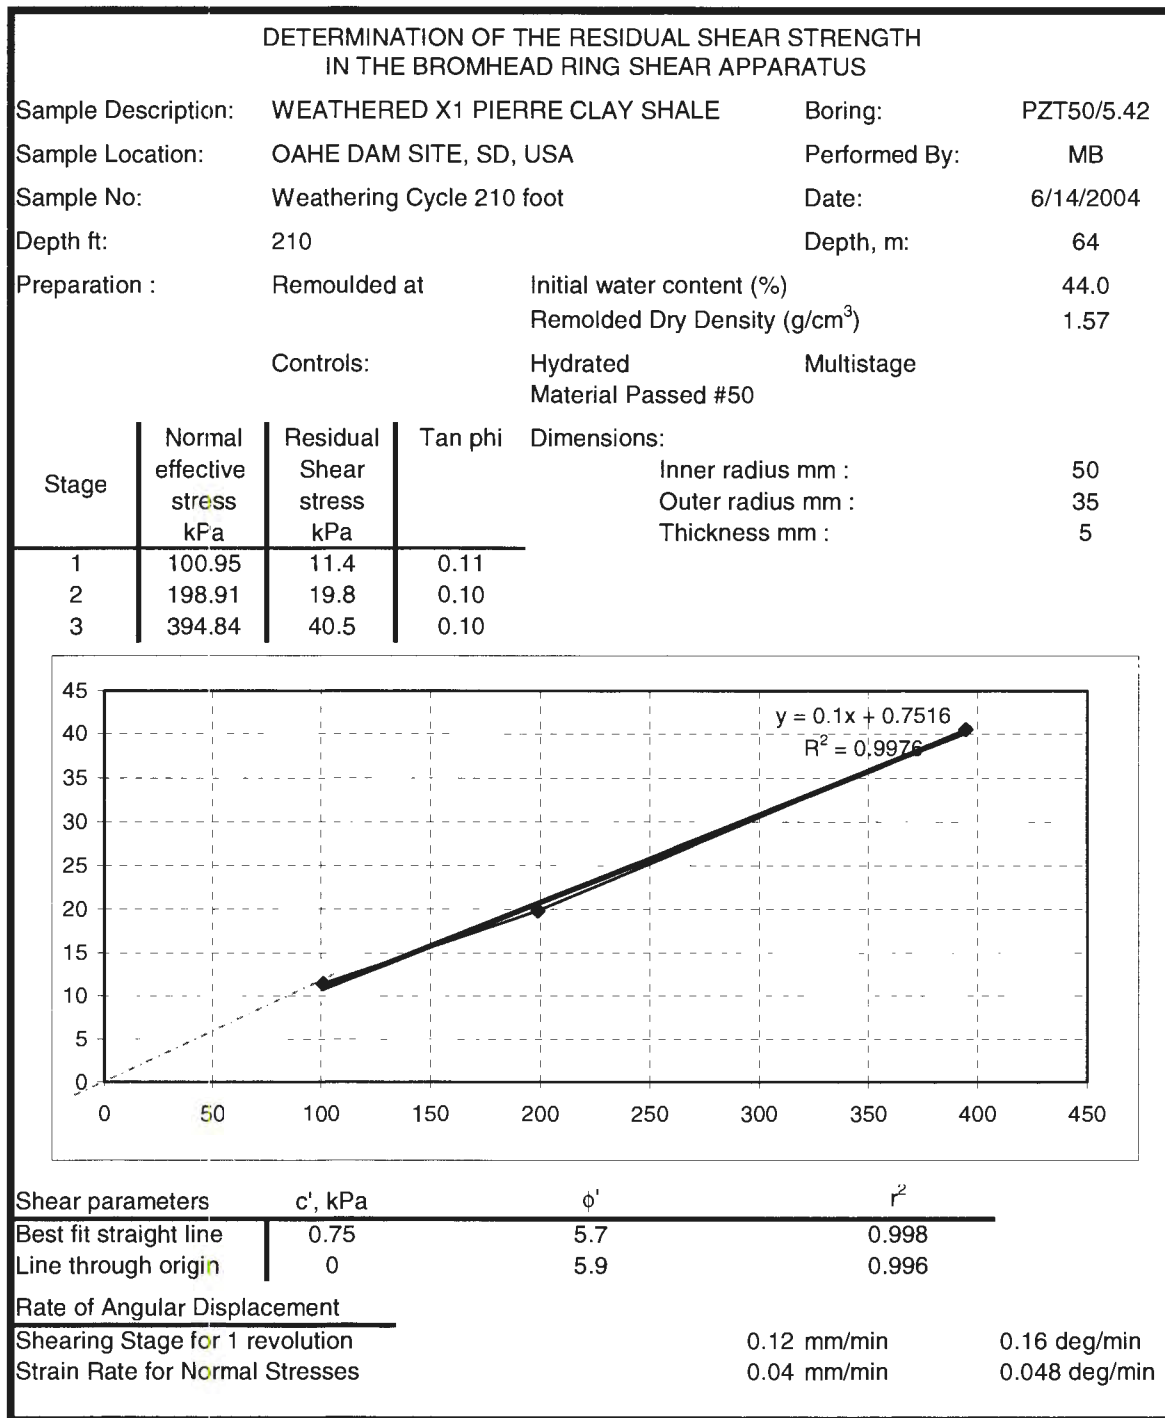 DETERMINATION OF THE RESIDUAL SHEAR STRENGTH
IN THE BROMHEAD RING SHEAR APPARATUS
Sample Description: WEATHERED X1 PIERRE CLAY SHALE Boring: PZT50/5.42
Sample Location: OAHE DAM SITE, SD, USA Performed By: MB
Sample No: Weathering Cycle 210 foot Date: 6/14/2004
Depth ft: 210 Depth, m: 64
Preparation : Remoulded at Initial water content (%) 44.0
Remolded Dry Density (g/cm³) 1.57
Controls: Hydrated Multistage
Material Passed #50
Stage Normal effective stress kPa Residual Shear stress kPa Tan phi
1 100.95 11.4 0.11
2 198.91 19.8 0.10
3 394.84 40.5 0.10
Dimensions:
Inner radius mm : 50
Outer radius mm : 35
Thickness mm : 5
y = 0.1x + 0.7516
R² = 0.9976
45
40
35
30
25
20
15
10
5
0
0 50 100 150 200 250 300 350 400 450
Shear parameters c', kPa ϕ' r²
Best fit straight line 0.75 5.7 0.998
Line through origin 0 5.9 0.996
Rate of Angular Displacement
Shearing Stage for 1 revolution 0.12 mm/min 0.16 deg/min
Strain Rate for Normal Stresses 0.04 mm/min 0.048 deg/min